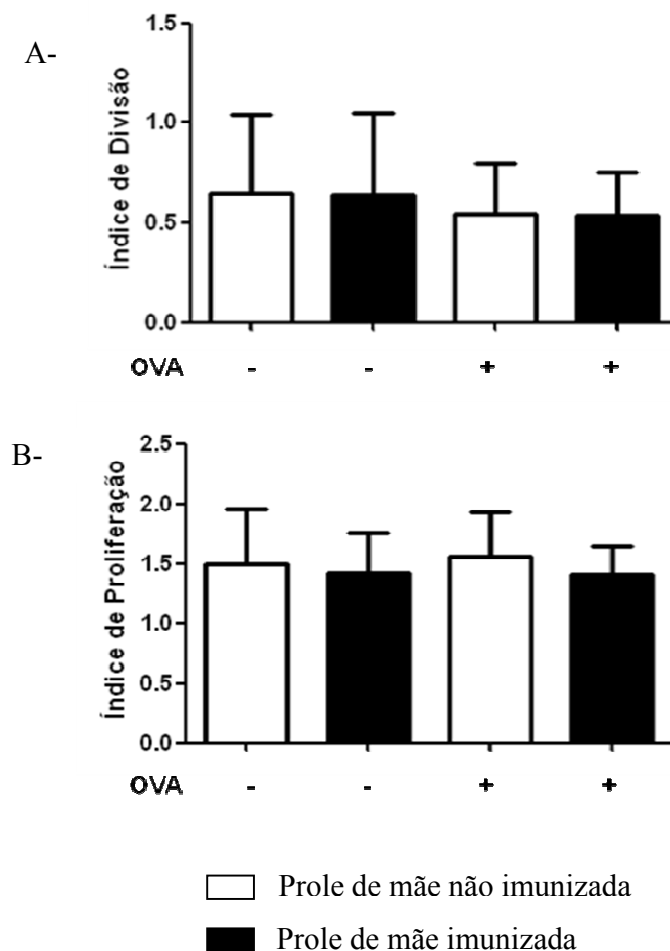 A-
Índice de Divisão
1.5
1.0
0.5
0.0
OVA - - + +
B-
Índice de Proliferação
2.5
2.0
1.5
1.0
0.5
0.0
OVA - - + +
Prole de mãe não imunizada
Prole de mãe imunizada